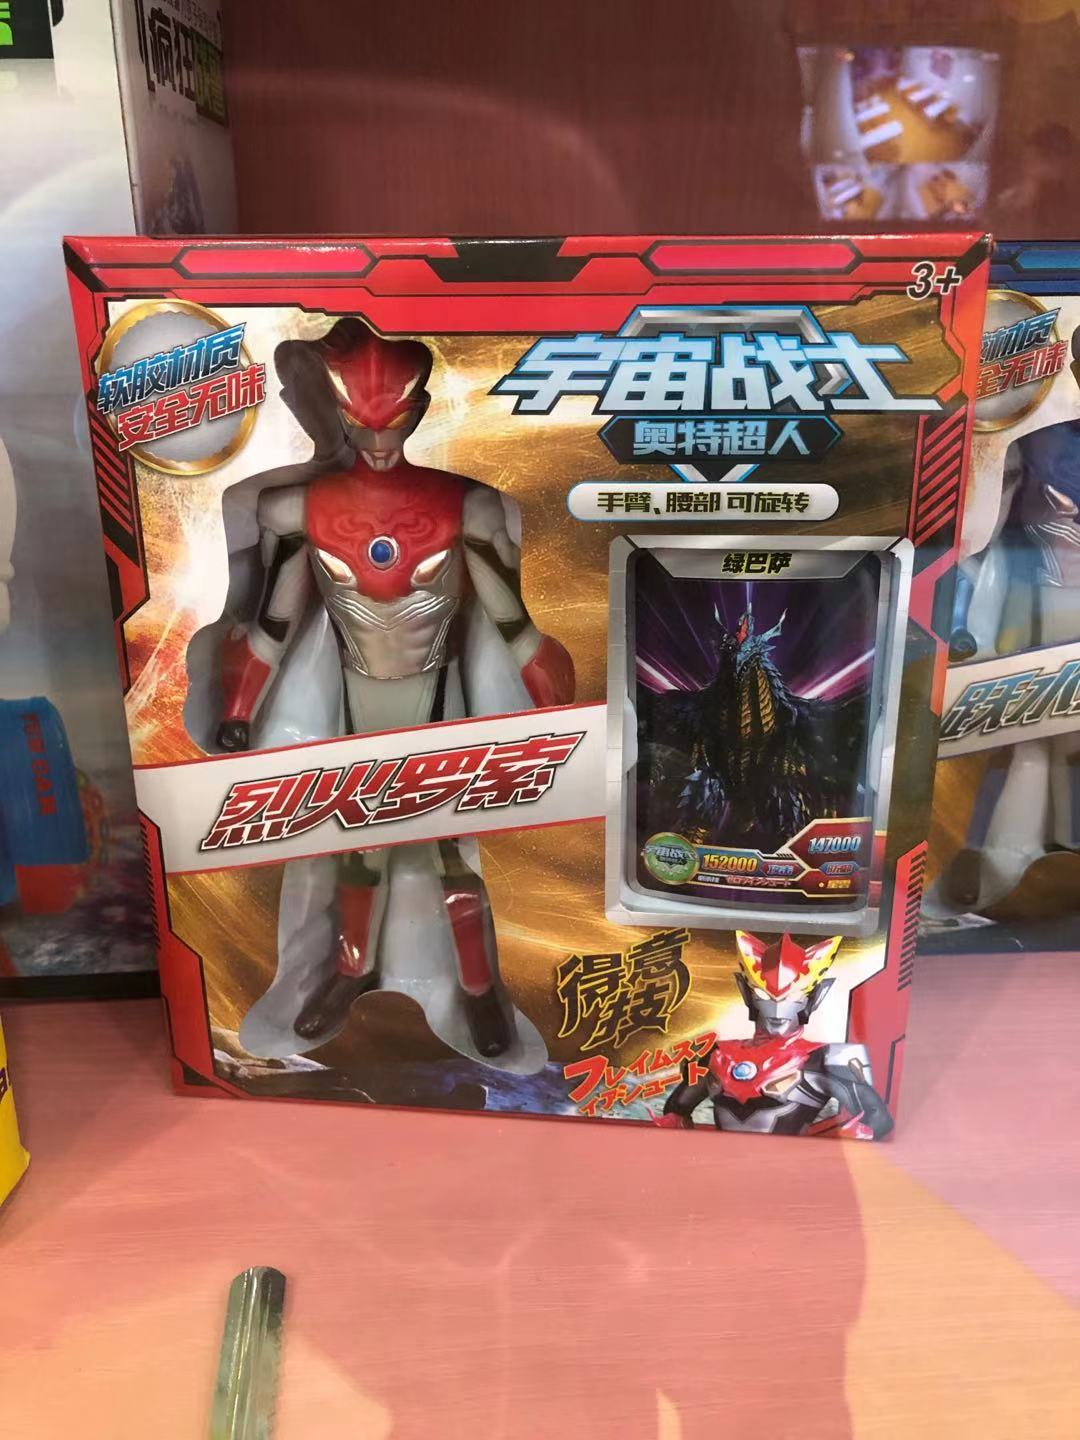 疯狂
3+
软胶材质
安全无味
宇宙战士
奥特超人
手臂、腰部 可旋转
绿巴萨
烈火罗索
147000
152000
得意技
フレイムスフ
ィアシュート